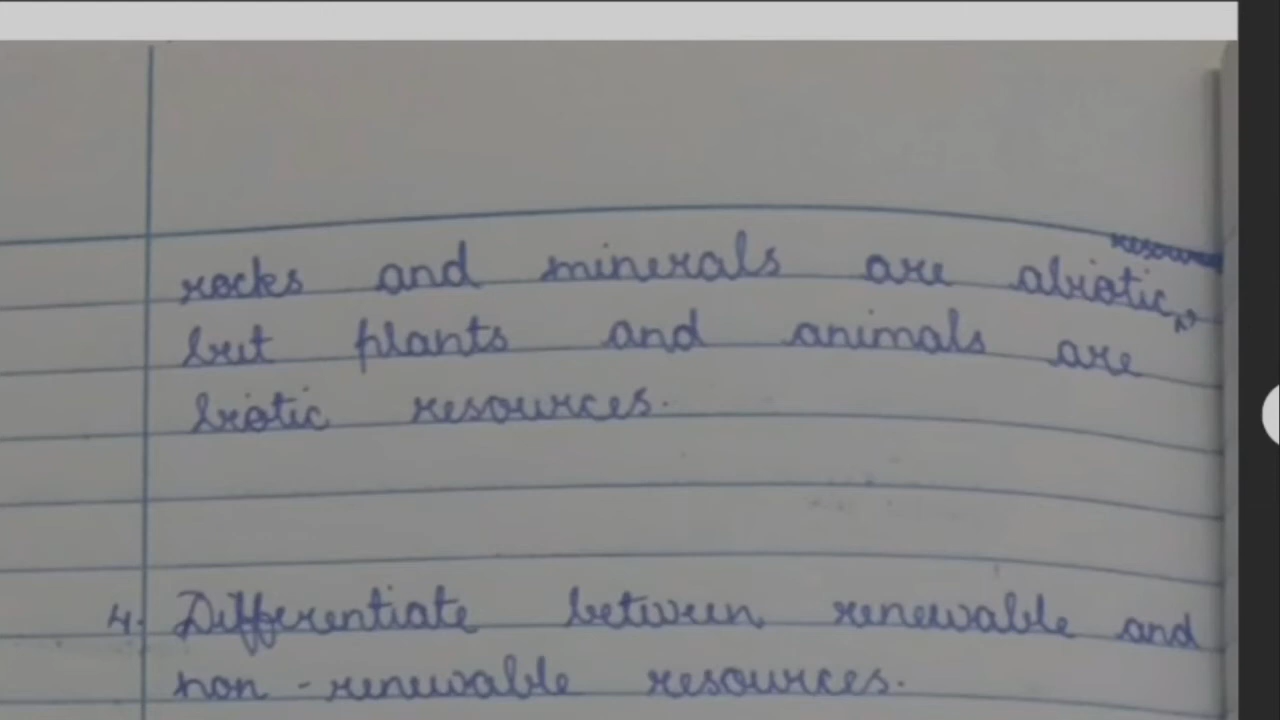 rocks and minerals are abiotic,
but plants and animals are
biotic resources.
4. Differentiate between renewable and
non-renewable resources.